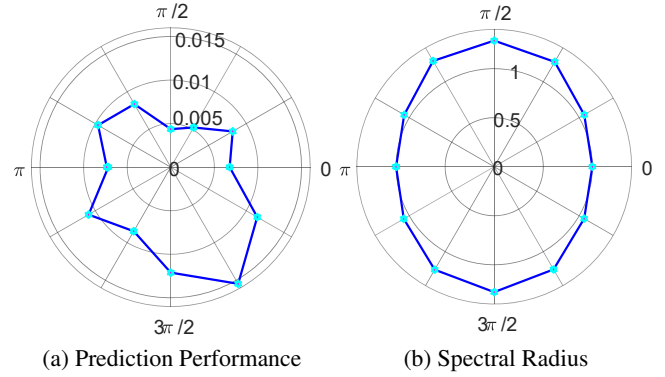 π/2
0.015
0.01
0.005
0
π
0
3π/2
(a) Prediction Performance
π/2
1
0.5
0
π
0
3π/2
(b) Spectral Radius